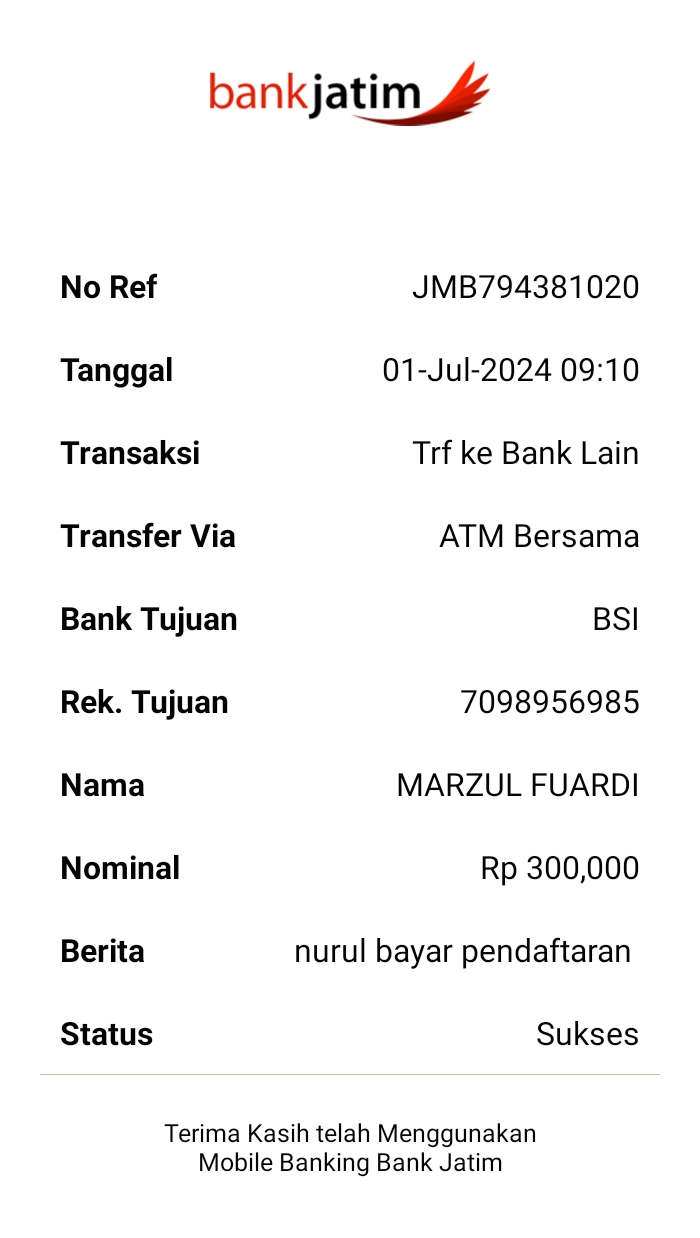 bankjatim
No Ref JMB794381020
Tanggal 01-Jul-2024 09:10
Transaksi Trf ke Bank Lain
Transfer Via ATM Bersama
Bank Tujuan BSI
Rek. Tujuan 7098956985
Nama MARZUL FUARDI
Nominal Rp 300,000
Berita nurul bayar pendaftaran
Status Sukses
Terima Kasih telah Menggunakan
Mobile Banking Bank Jatim